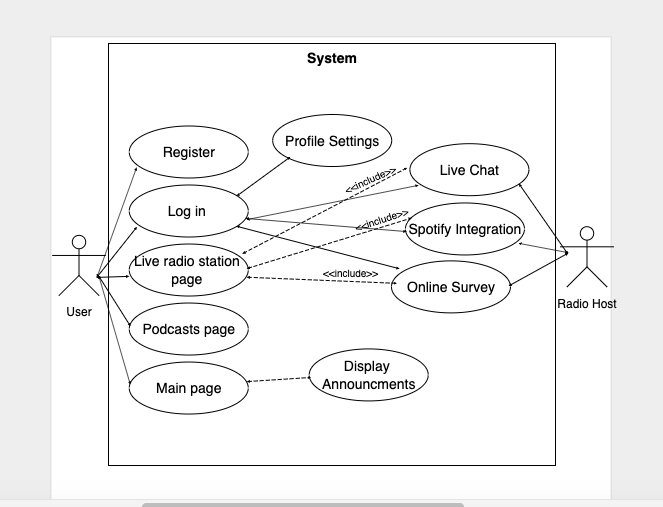 System
Profile Settings
Register
<<include>>
Live Chat
Log in
<<include>>
Spotify Integration
Live radio station
page
<<include>>
Online Survey
User
Radio Host
Podcasts page
Display
Announcments
Main page